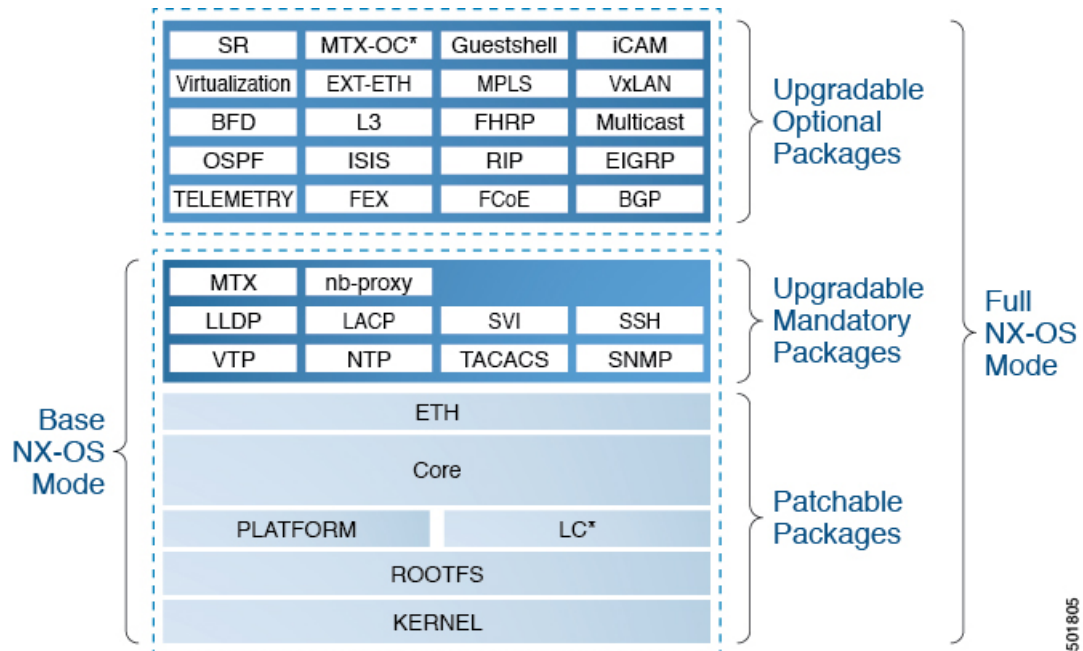 SR MTX-OC* Guestshell iCAM
Virtualization EXT-ETH MPLS VxLAN
BFD L3 FHRP Multicast
OSPF ISIS RIP EIGRP
TELEMETRY FEX FCoE BGP
Upgradable
Optional
Packages
MTX nb-proxy
LLDP LACP SVI SSH
VTP NTP TACACS SNMP
Upgradable
Mandatory
Packages
Full
NX-OS
Mode
Base
NX-OS
Mode
ETH
Core
PLATFORM LC*
ROOTFS
KERNEL
Patchable
Packages
501805